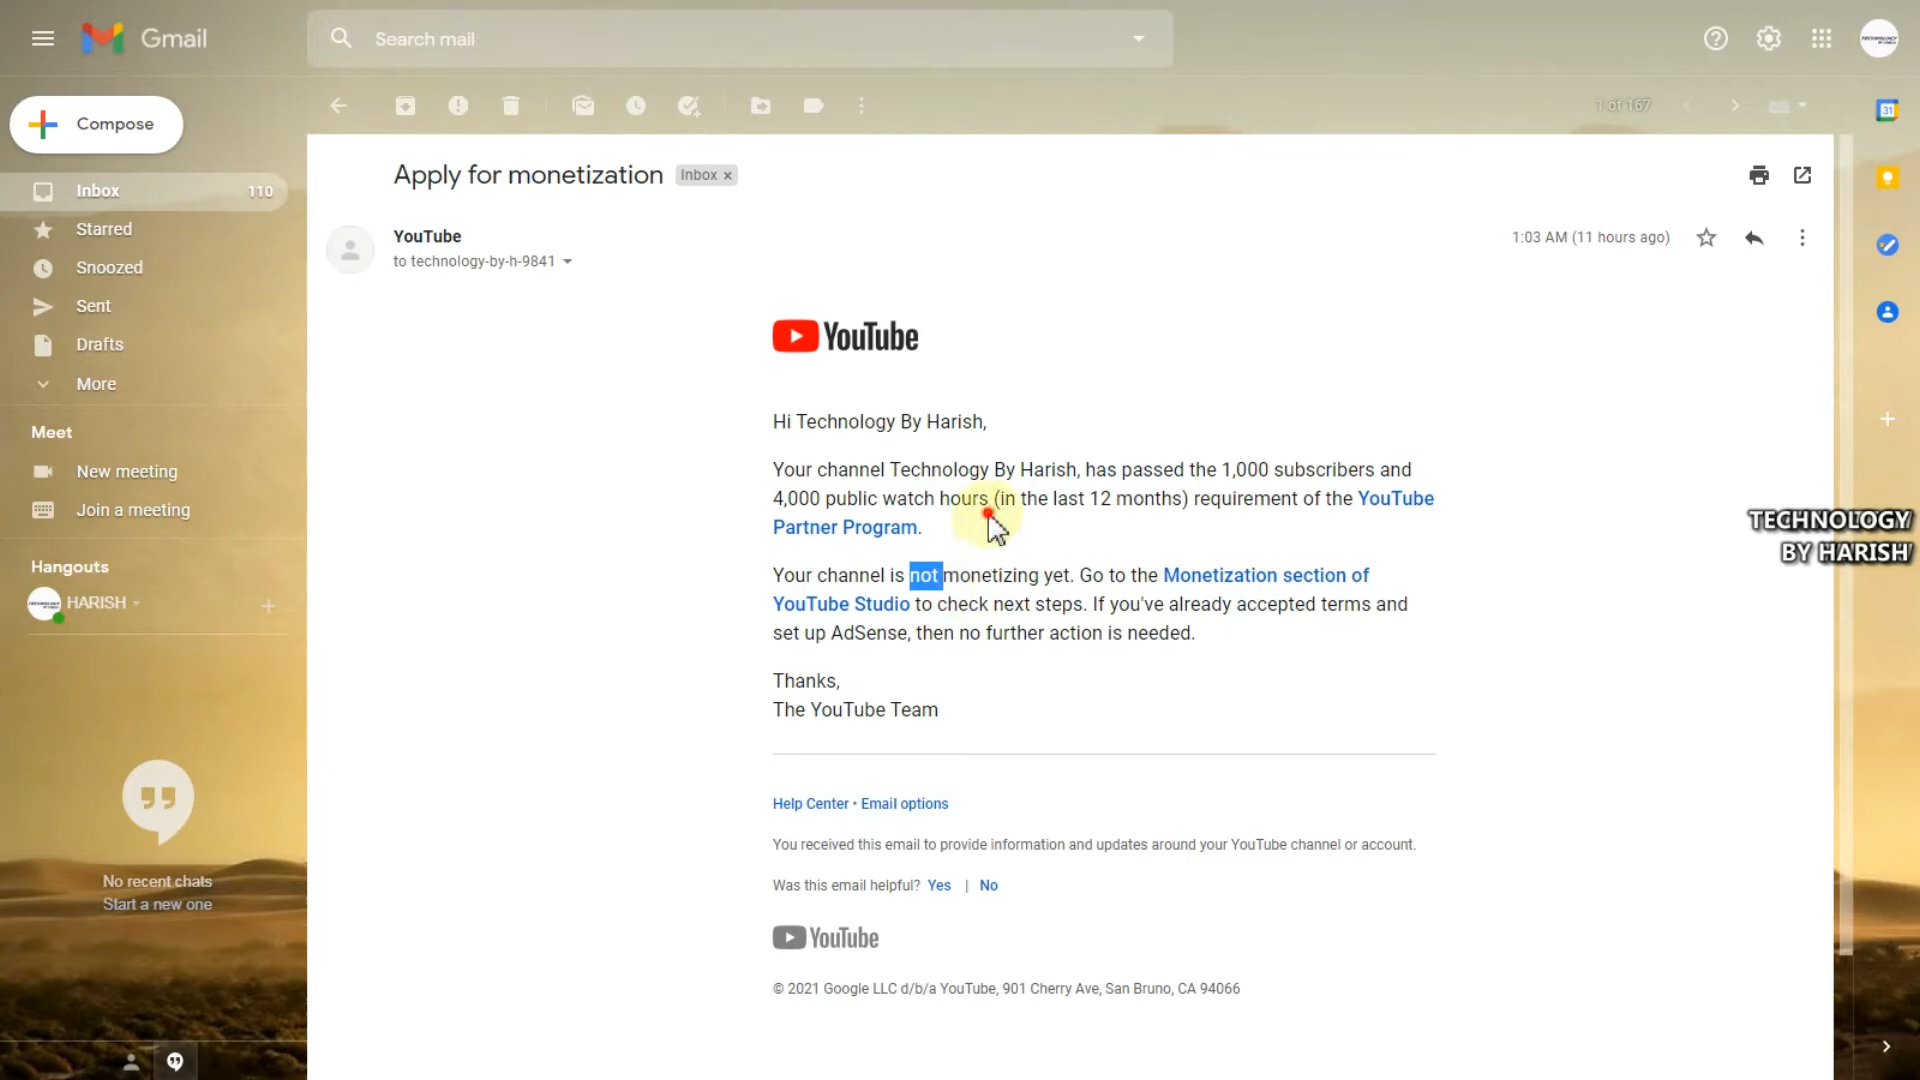 Gmail
Search mail
Compose
1 of 167
31
Apply for monetization
Inbox ×
Inbox 110
Starred
Snoozed
Sent
Drafts
More
Meet
New meeting
Join a meeting
Hangouts
HARISH
No recent chats
Start a new one
YouTube
to technology-by-h-9841
1:03 AM (11 hours ago)
YouTube
Hi Technology By Harish,
Your channel Technology By Harish, has passed the 1,000 subscribers and
4,000 public watch hours (in the last 12 months) requirement of the YouTube
Partner Program.
Your channel is not monetizing yet. Go to the Monetization section of
YouTube Studio to check next steps. If you've already accepted terms and
set up AdSense, then no further action is needed.
Thanks,
The YouTube Team
Help Center • Email options
You received this email to provide information and updates around your YouTube channel or account.
Was this email helpful? Yes | No
YouTube
© 2021 Google LLC d/b/a YouTube, 901 Cherry Ave, San Bruno, CA 94066
TECHNOLOGY
BY HARISH